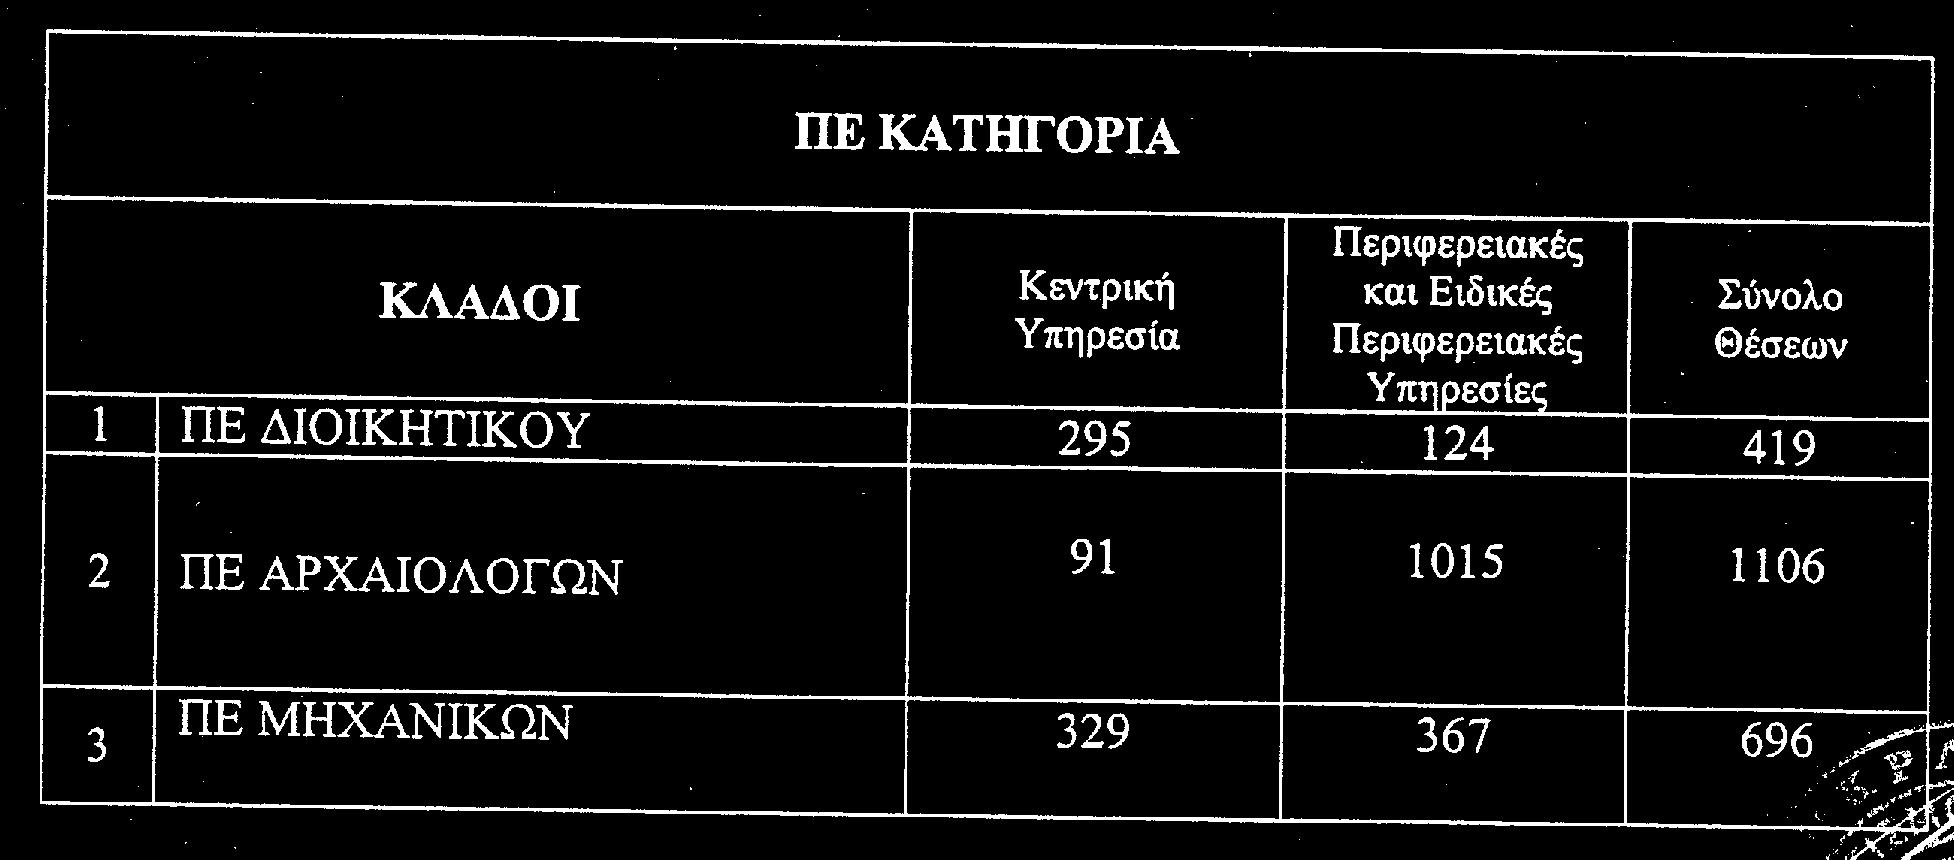 ΠΕ ΚΑΤΗΓΟΡΙΑ
ΚΛΑΔΟΙ
Κεντρική
Υπηρεσία
Περιφερειακές
και Ειδικές
Περιφερειακές
Υπηρεσίες
Σύνολο
Θέσεων
1 ΠΕ ΔΙΟΙΚΗΤΙΚΟΥ 295 124 419
2 ΠΕ ΑΡΧΑΙΟΛΟΓΩΝ 91 1015 1106
3 ΠΕ ΜΗΧΑΝΙΚΩΝ 329 367 696